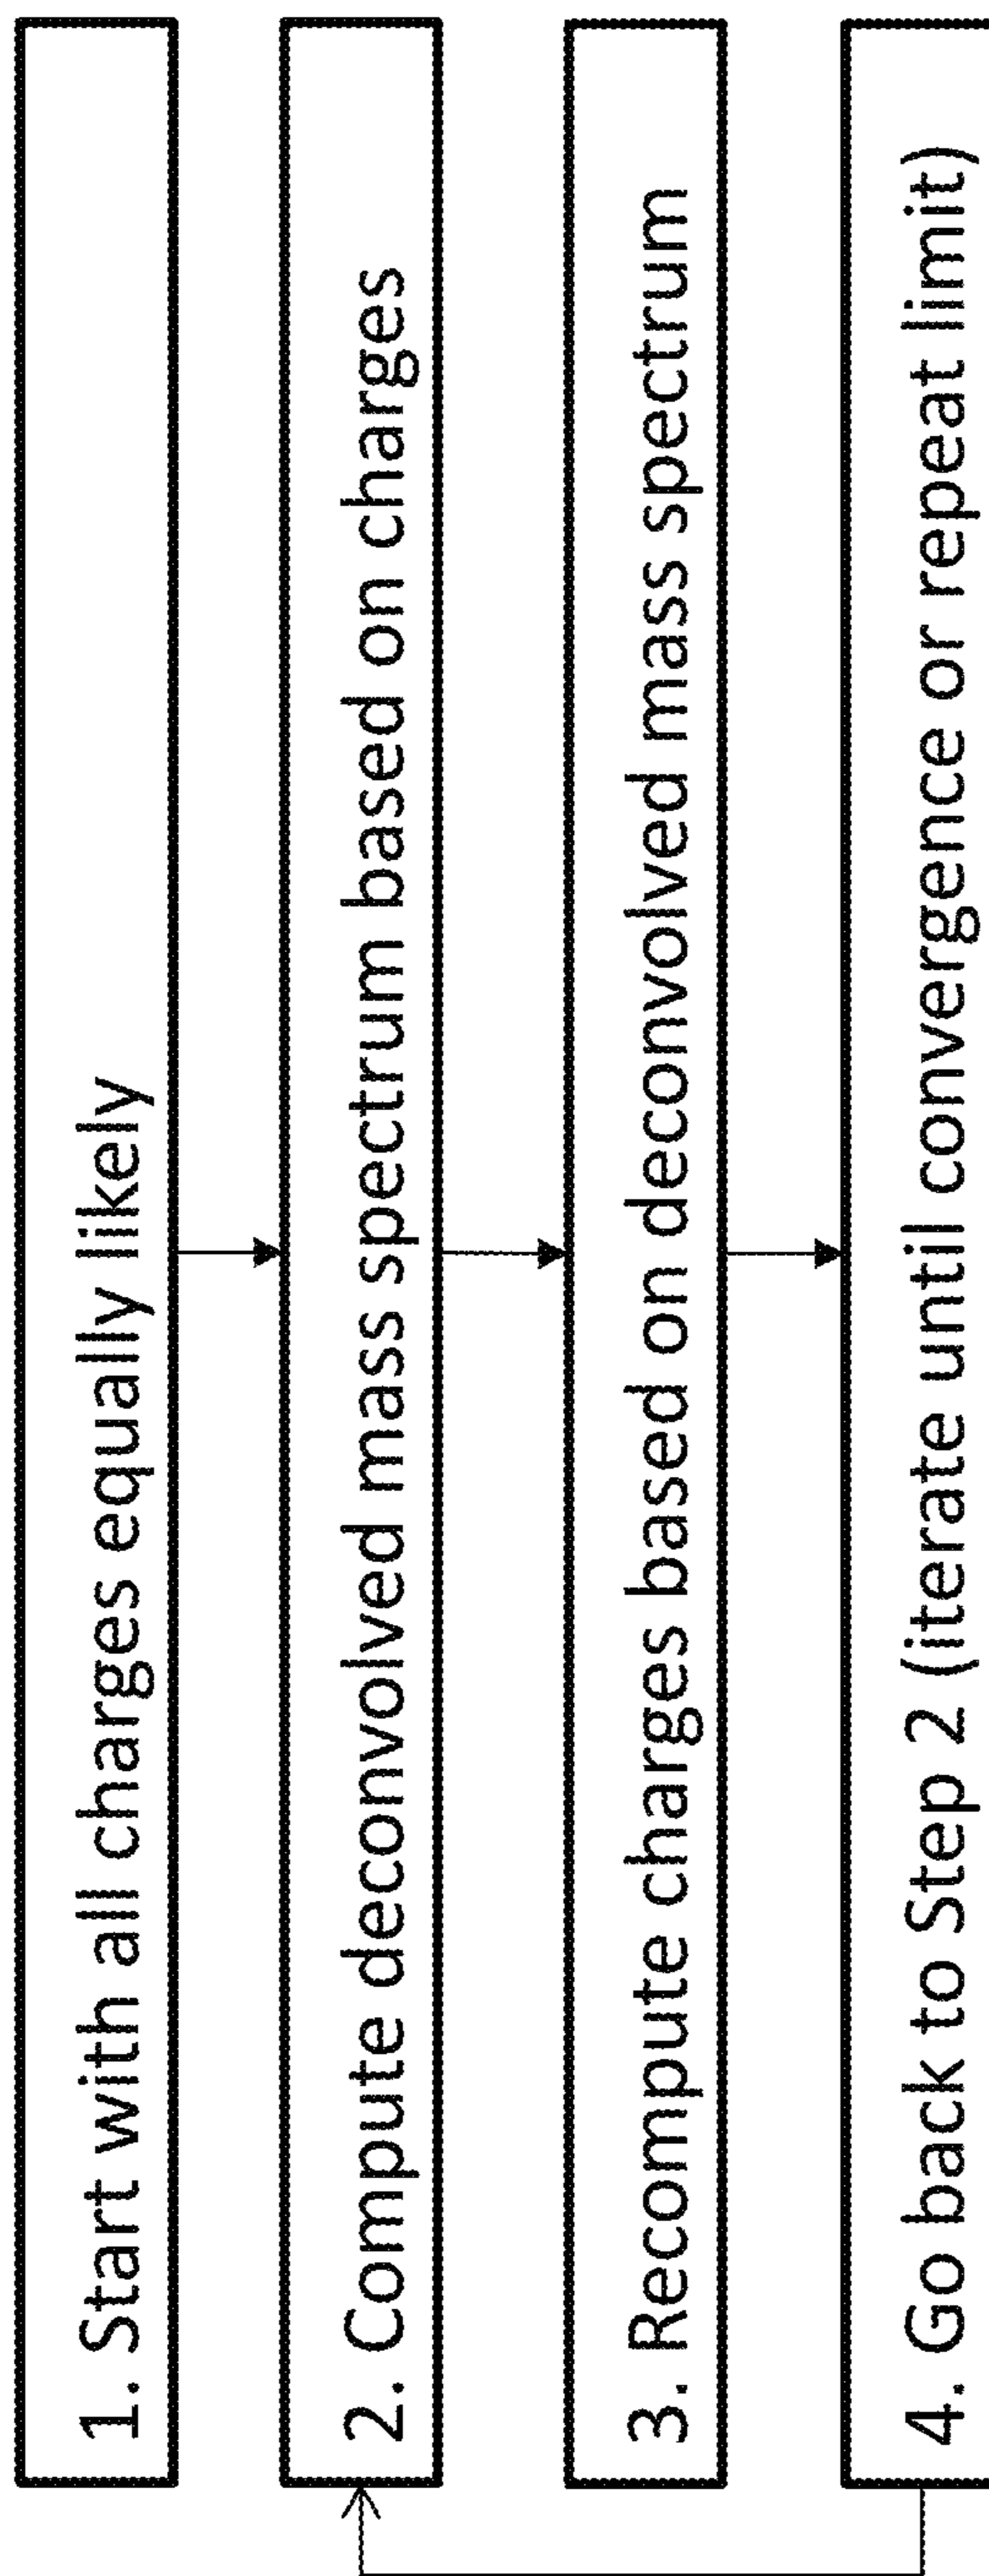 1. Start with all charges equally likely
2. Compute deconvolved mass spectrum based on charges
3. Recompute charges based on deconvolved mass spectrum
4. Go back to Step 2 (iterate until convergence or repeat limit)